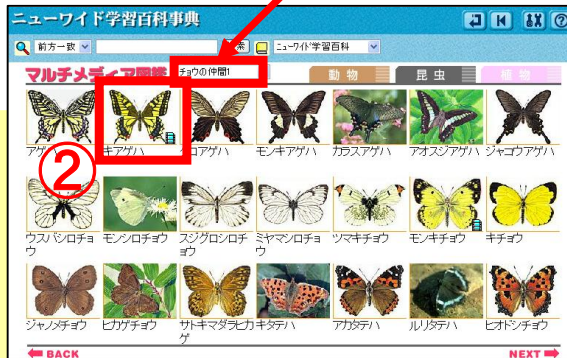 ニューワイド学習百科事典
前方一致 索 ニューワイド学習百科
マルチメディア図鑑 チョウの仲間1 動物 昆虫 植物
②
アゲハ キアゲハ モンキアゲハ カラスアゲハ アオスジアゲハ ジャコウアゲハ
ウスバシロチョウ モンシロチョウ スジグロシロチョウ ミヤマシロチョウ ツマキチョウ モンキチョウ キチョウ
ジャノメチョウ ヒカゲチョウ サトキマダラヒカゲ キタテハ アカタテハ ルリタテハ ヒオドシチョウ
BACK NEXT